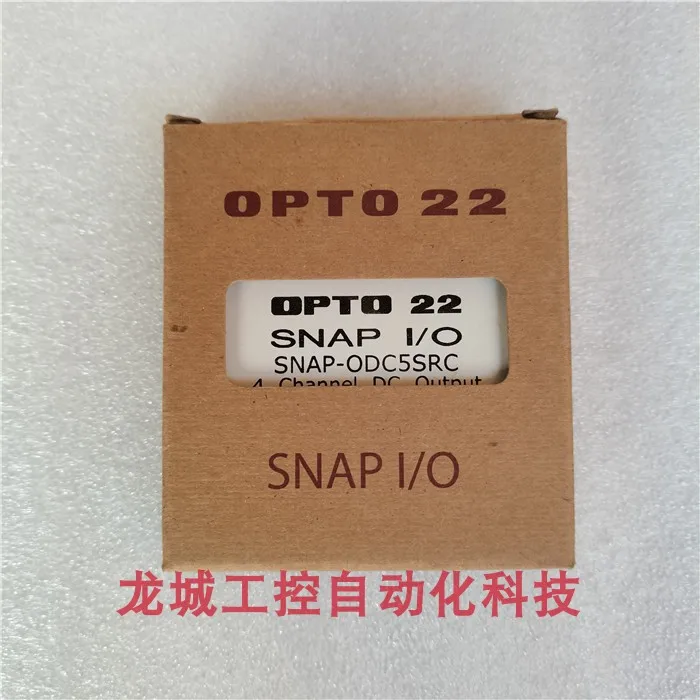 OPTO 22
OPTO 22
SNAP I/O
SNAP-ODC5SRC
4 Channel DC Output
SNAP I/O
龙城工控自动化科技